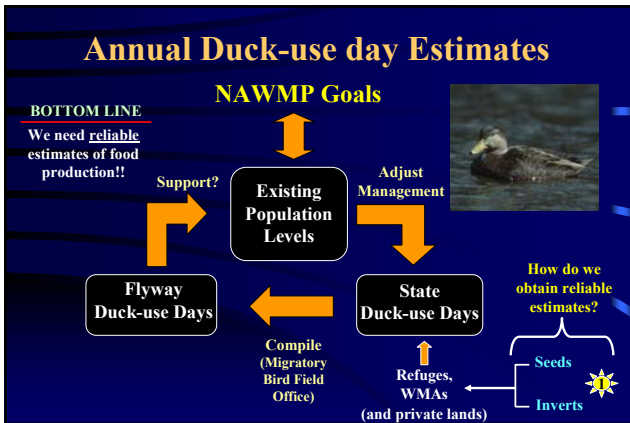 Annual Duck-use day Estimates
NAWMP Goals
BOTTOM LINE
We need reliable
estimates of food
production!!
Support?
Existing
Population
Levels
Adjust
Management
Flyway
Duck-use Days
State
Duck-use Days
How do we
obtain reliable
estimates?
Compile
(Migratory
Bird Field
Office)
Refuges,
WMAs
(and private lands)
Seeds
1
Inverts